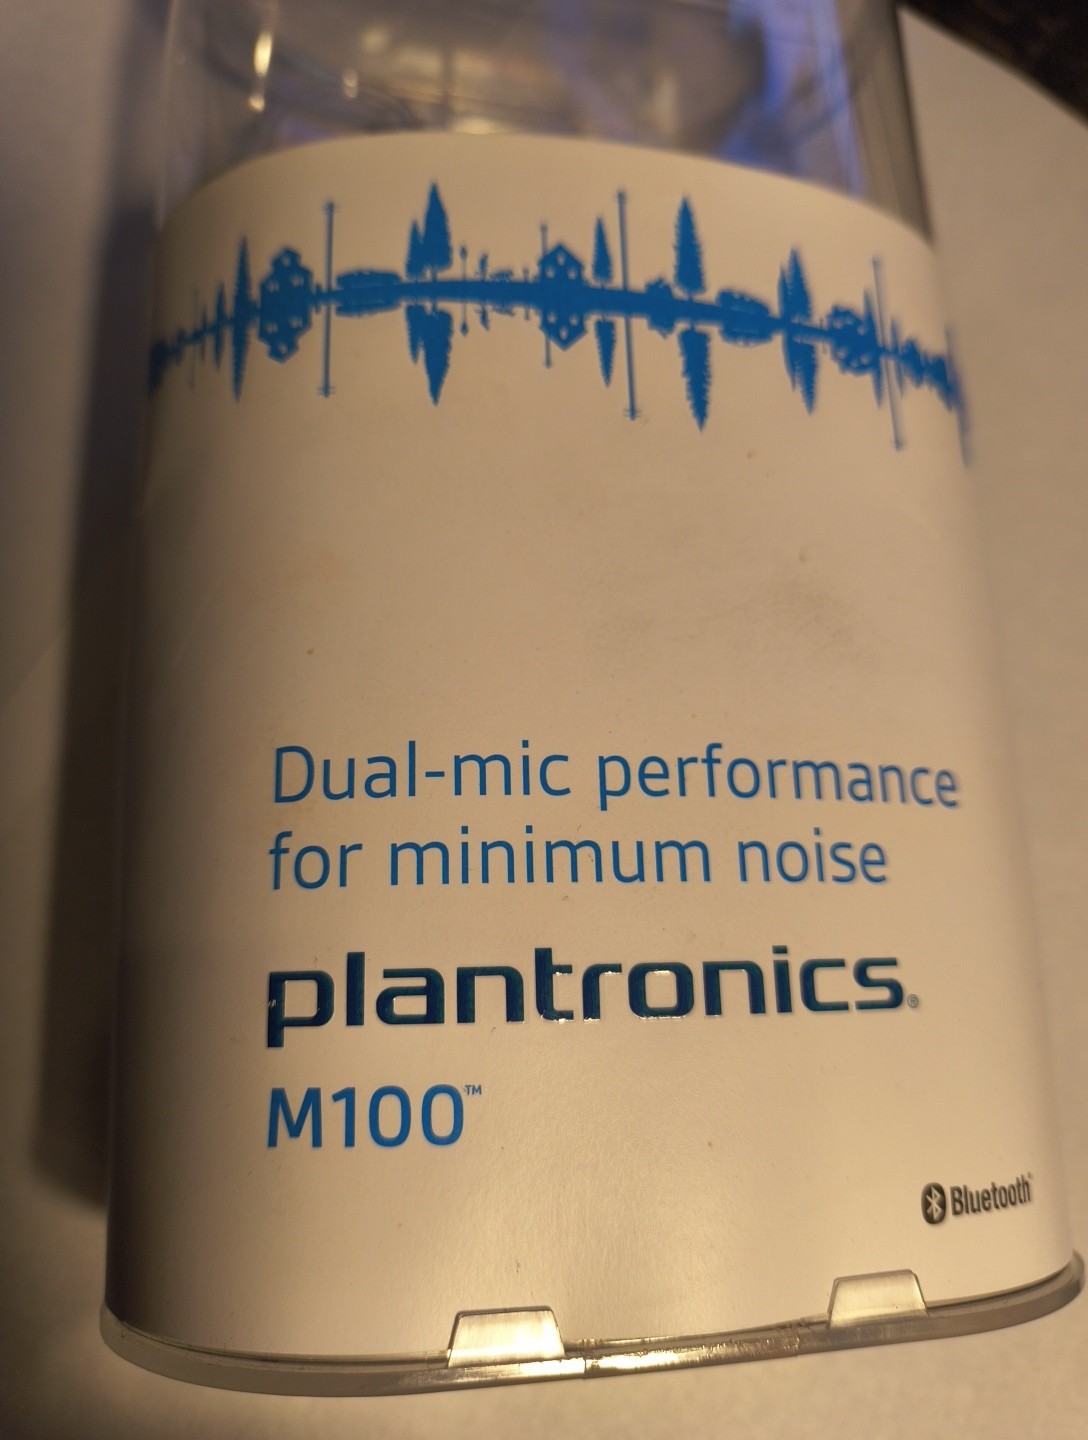 Dual-mic performance
for minimum noise
plantronics®
M100™
Bluetooth®